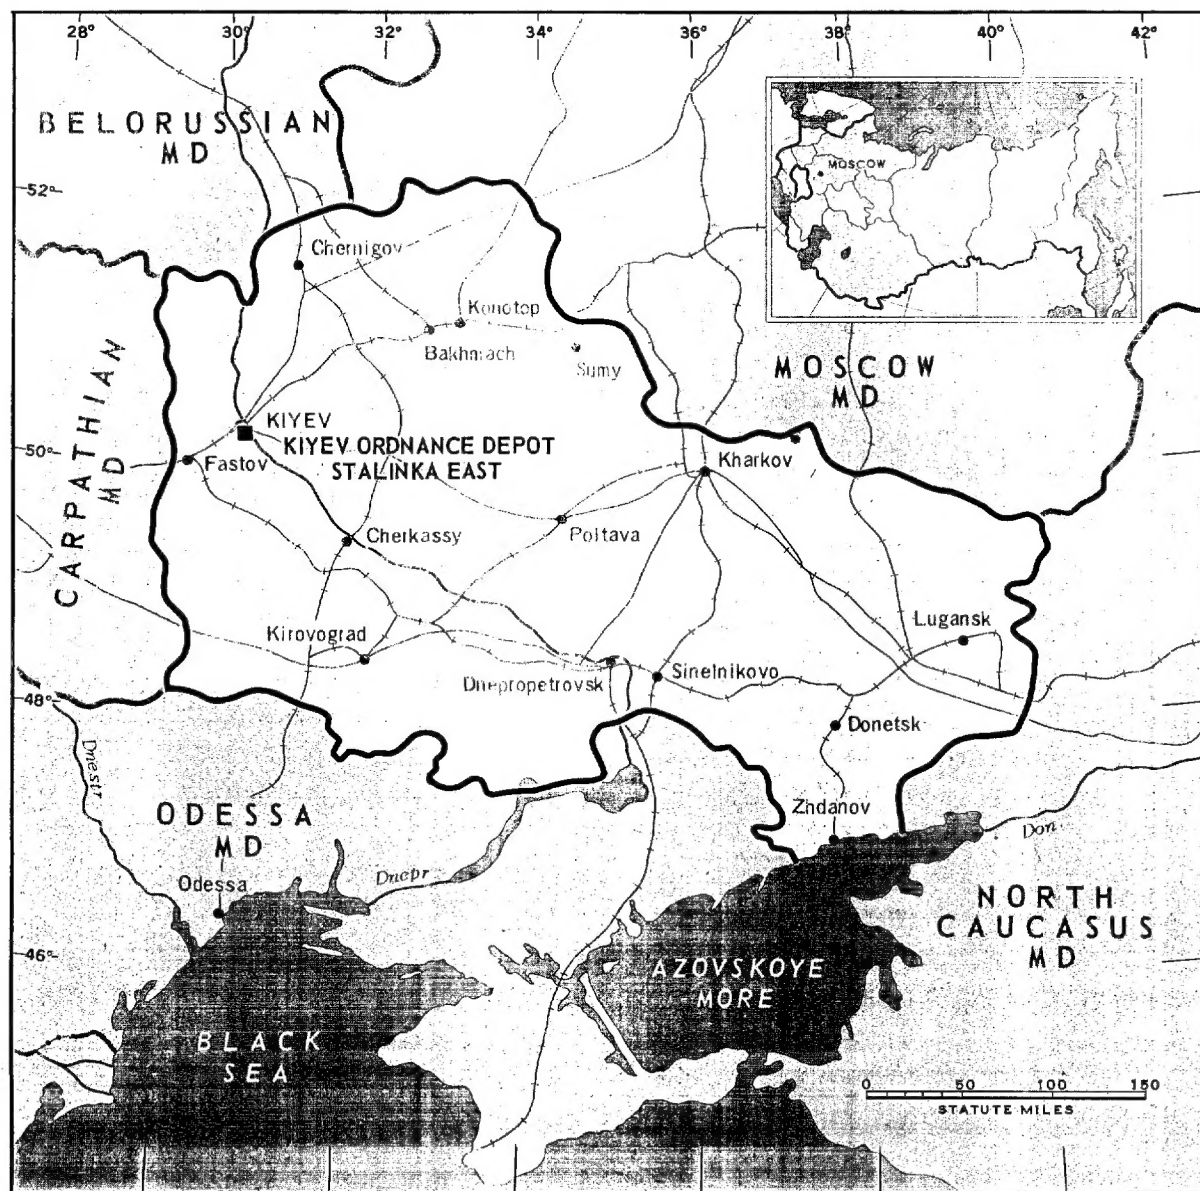 28° 30° 32° 34° 36° 38° 40° 42°
BELORUSSIAN
MD
MOSCOW
52°
Chernigov
Konotop
Bakhmach
Sumy
MOSCOW
MD
CARPATHIAN
MD
KIYEV
KIYEV ORDNANCE DEPOT
STALINKA EAST
50°
Fastov
Kharkov
Cherkassy
Poltava
Lugansk
Kirovograd
Sinelnikovo
Dnepropetrovsk
48°
Donetsk
Dnestr
Zhdanov
ODESSA
MD
Don
Dnepr
Odessa
NORTH
CAUCASUS
MD
46°
AZOVSKOYE
MORE
BLACK
SEA
0 50 100 150
STATUTE MILES